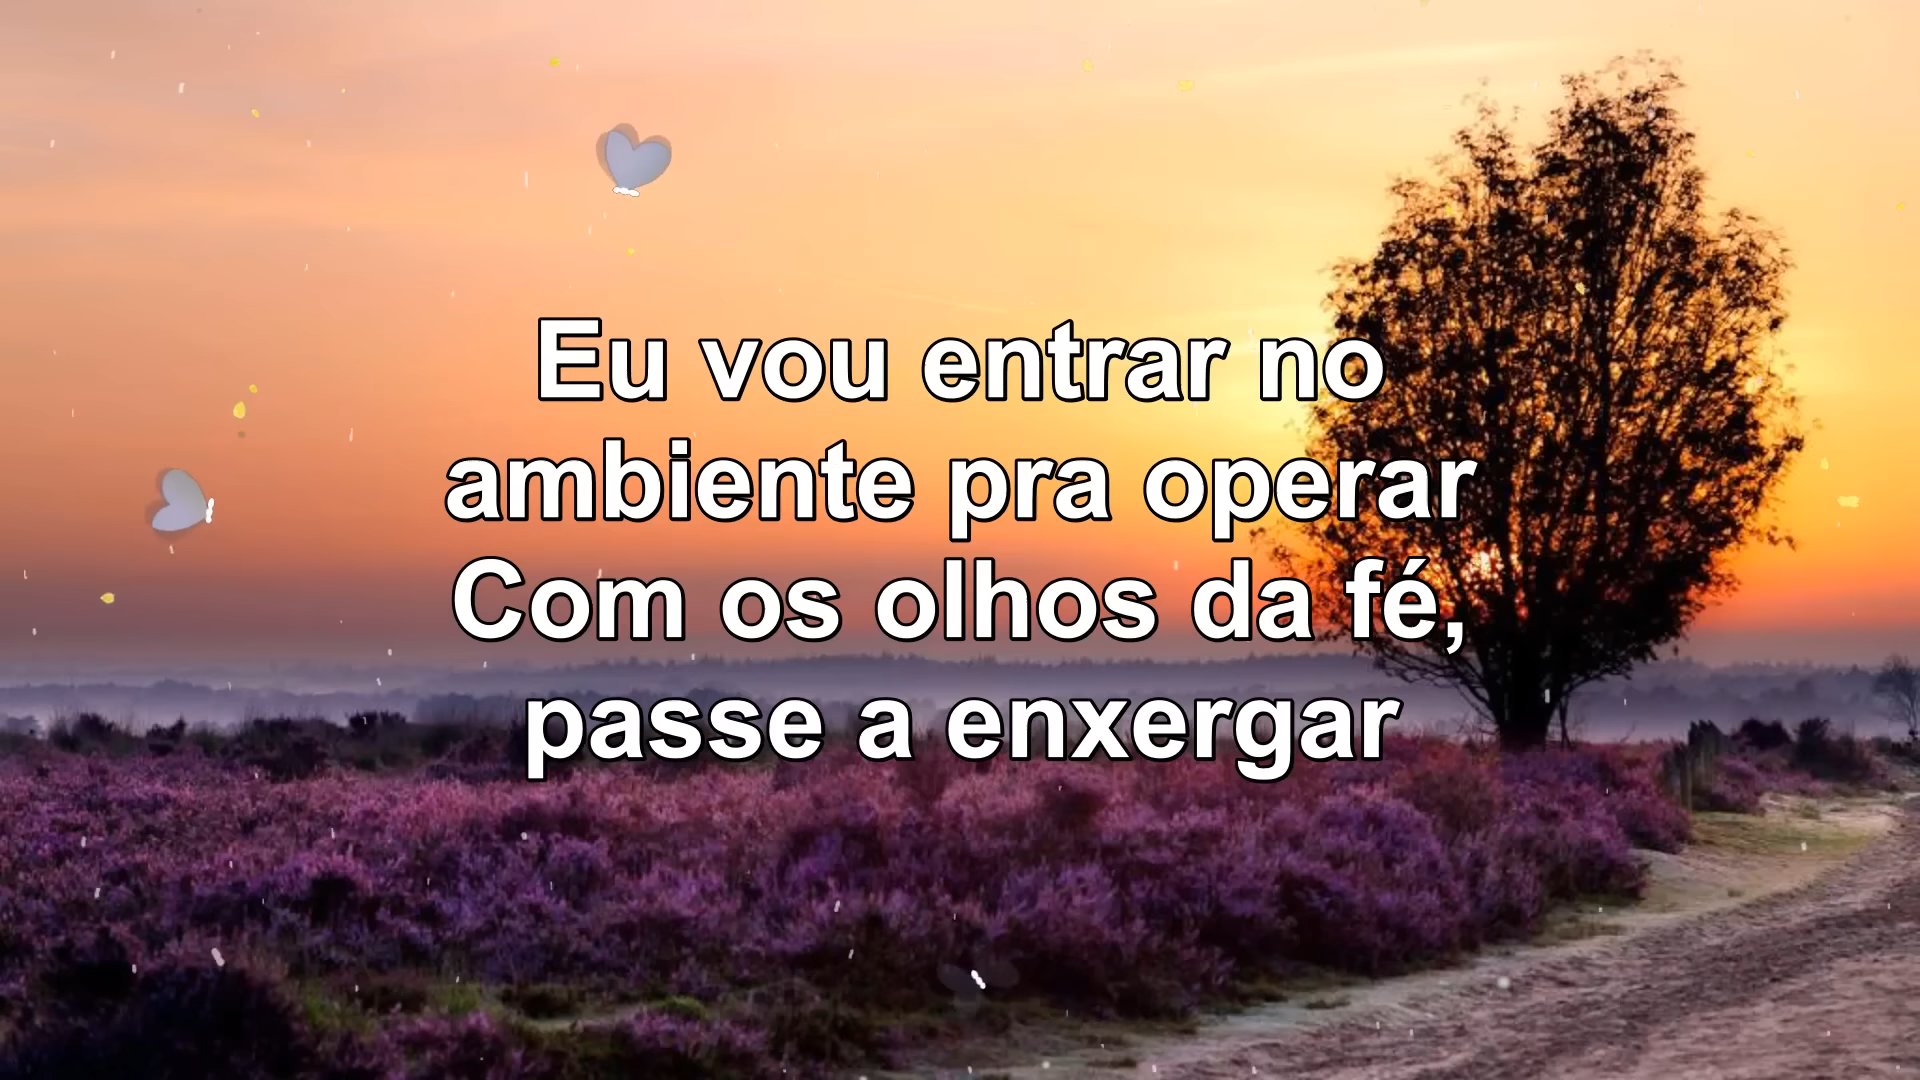 Eu vou entrar no
ambiente pra operar
Com os olhos da fé,
passe a enxergar